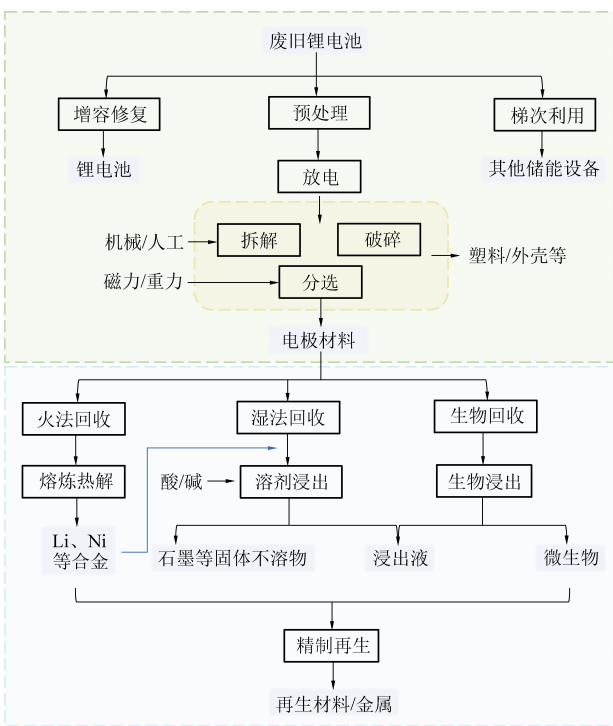 废旧锂电池
增容修复
预处理
梯次利用
锂电池
放电
其他储能设备
机械/人工
拆解
破碎
塑料/外壳等
磁力/重力
分选
电极材料
火法回收
湿法回收
生物回收
熔炼热解
酸/碱
溶剂浸出
生物浸出
Li、Ni
等合金
石墨等固体不溶物
浸出液
微生物
精制再生
再生材料/金属